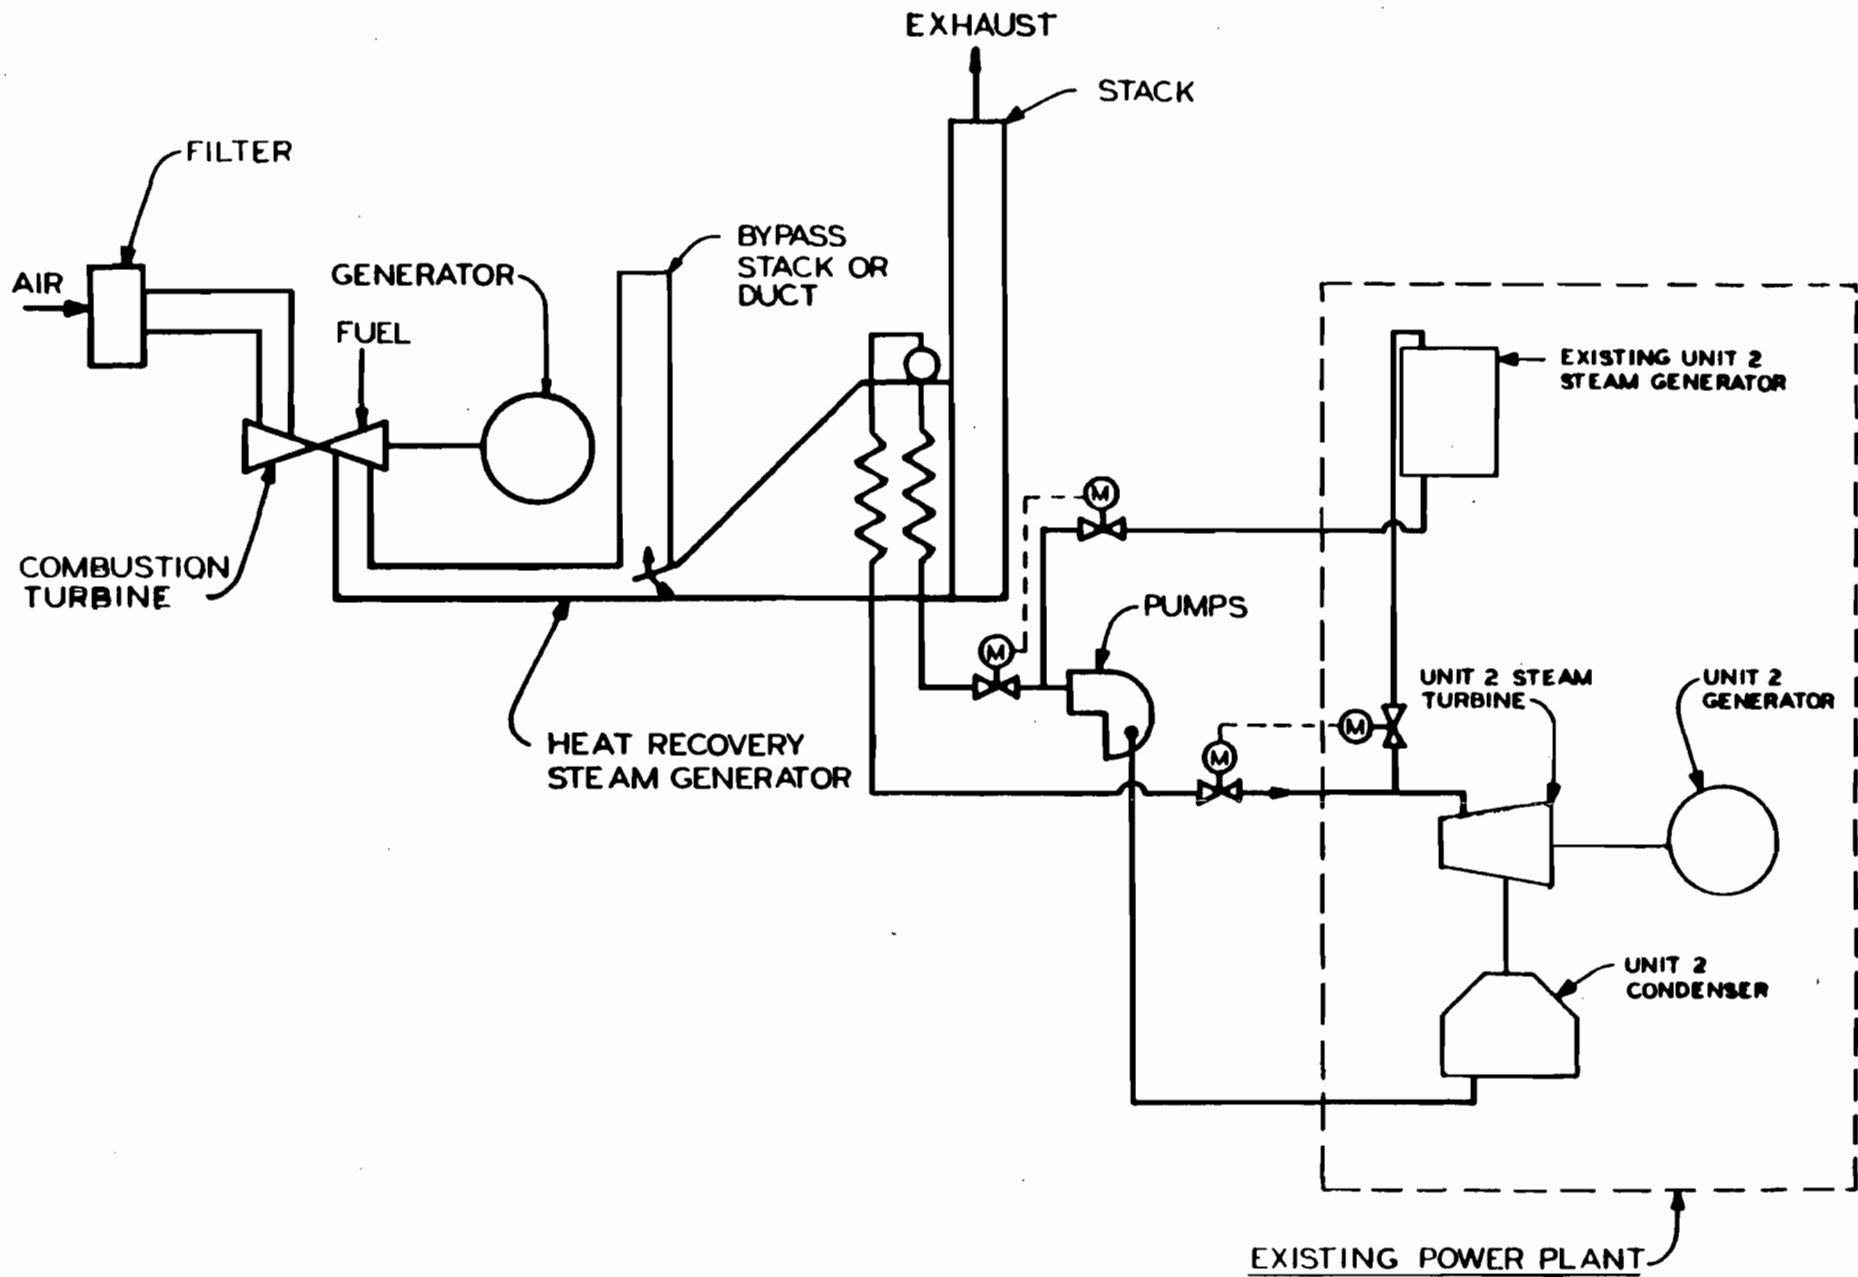 EXHAUST
STACK
FILTER
BYPASS
STACK OR
DUCT
AIR
GENERATOR
FUEL
EXISTING UNIT 2
STEAM GENERATOR
M
COMBUSTION
TURBINE
PUMPS
M
UNIT 2 STEAM
TURBINE
UNIT 2
GENERATOR
M
M
HEAT RECOVERY
STEAM GENERATOR
UNIT 2
CONDENSER
EXISTING POWER PLANT